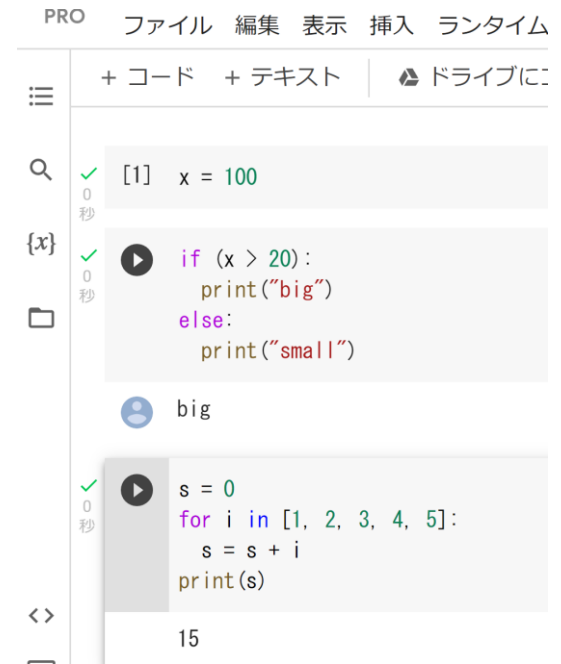 PRO
ファイル 編集 表示 挿入 ランタイム
+ コード + テキスト ドライブにコ
[1] x = 100
0
秒
{x}
if (x > 20):
0
print("big")
秒
else:
print("small")
big
s = 0
0
for i in [1, 2, 3, 4, 5]:
秒
s = s + i
print(s)
<>
15